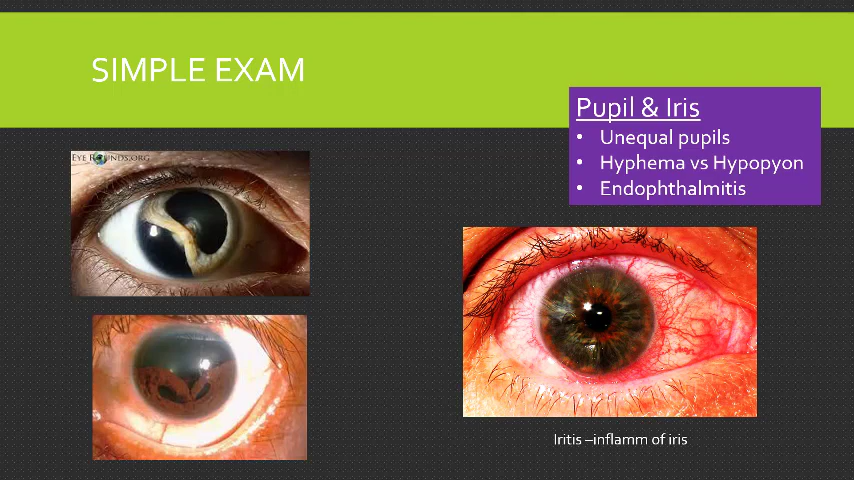 SIMPLE EXAM
Pupil & Iris
• Unequal pupils
• Hyphema vs Hypopyon
• Endophthalmitis
EYE ROUNDS.ORG
Iritis –inflamm of iris